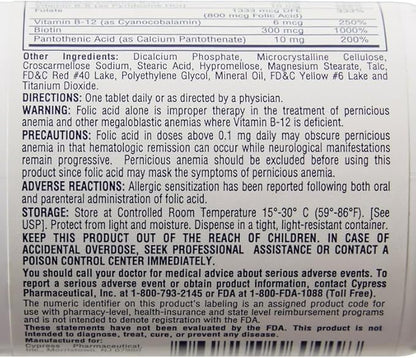 Folate 1333 mcg DFE 333%
(800 mcg Folic Acid)
Vitamin B-12 (as Cyanocobalamin) 6 mcg 250%
Biotin 300 mcg 1000%
Pantothenic Acid (as Calcium Pantothenate) 10 mg 200%
Other Ingredients: Dicalcium Phosphate, Microcrystalline Cellulose,
Croscarmellose Sodium, Stearic Acid, Hypromellose, Magnesium Stearate, Talc,
FD&C Red #40 Lake, Polyethylene Glycol, Mineral Oil, FD&C Yellow #6 Lake and
Titanium Dioxide.
DIRECTIONS: One tablet daily or as directed by a physician.
WARNING: Folic acid alone is improper therapy in the treatment of pernicious
anemia and other megaloblastic anemias where Vitamin B-12 is deficient.
PRECAUTIONS: Folic acid in doses above 0.1 mg daily may obscure pernicious
anemia in that hematologic remission can occur while neurological manifestations
remain progressive. Pernicious anemia should be excluded before using this
product since folic acid may mask the symptoms of pernicious anemia.
ADVERSE REACTIONS: Allergic sensitization has been reported following both oral
and parenteral administration of folic acid.
STORAGE: Store at Controlled Room Temperature 15°-30° C (59°-86°F). [See
USP]. Protect from light and moisture. Dispense in a tight, light-resistant container.
KEEP THIS PRODUCT OUT OF THE REACH OF CHILDREN. IN CASE OF
ACCIDENTAL OVERDOSE, SEEK PROFESSIONAL ASSISTANCE OR CONTACT A
POISON CONTROL CENTER IMMEDIATELY.
You should call your doctor for medical advice about serious adverse events. To
report a serious adverse event or obtain product Information, contact Cypress
Pharmaceutical, Inc. at 1-800-793-2145 or FDA at 1-800-FDA-1088 (Toll Free).
The numeric identifier on this product's labeling is an assigned product code for
use with pharmacy-level, health-insurance and state level reimbursement programs
and is not intended to denote registration with the FDA.
These statements have not been evaluated by the FDA. This product is not
intended to diagnose, treat, cure, or prevent any disease.
Manufactured for:
Cypress Pharmaceutical,